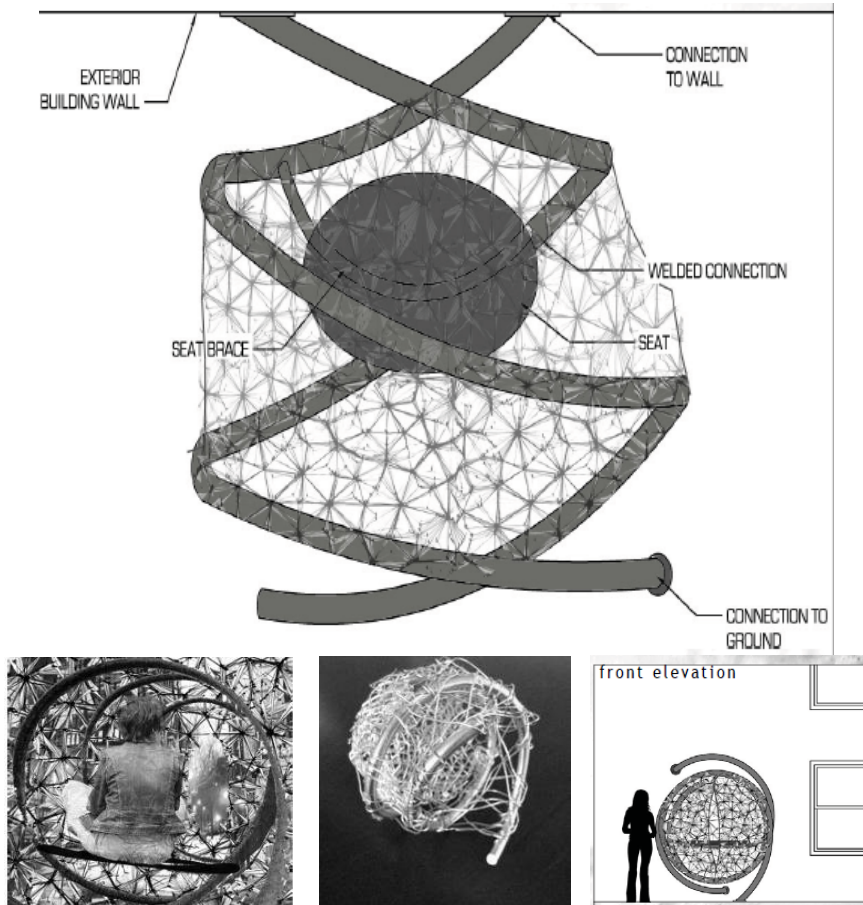 EXTERIOR
BUILDING WALL
CONNECTION
TO WALL
WELDED CONNECTION
SEAT BRACE
SEAT
CONNECTION TO
GROUND
front elevation